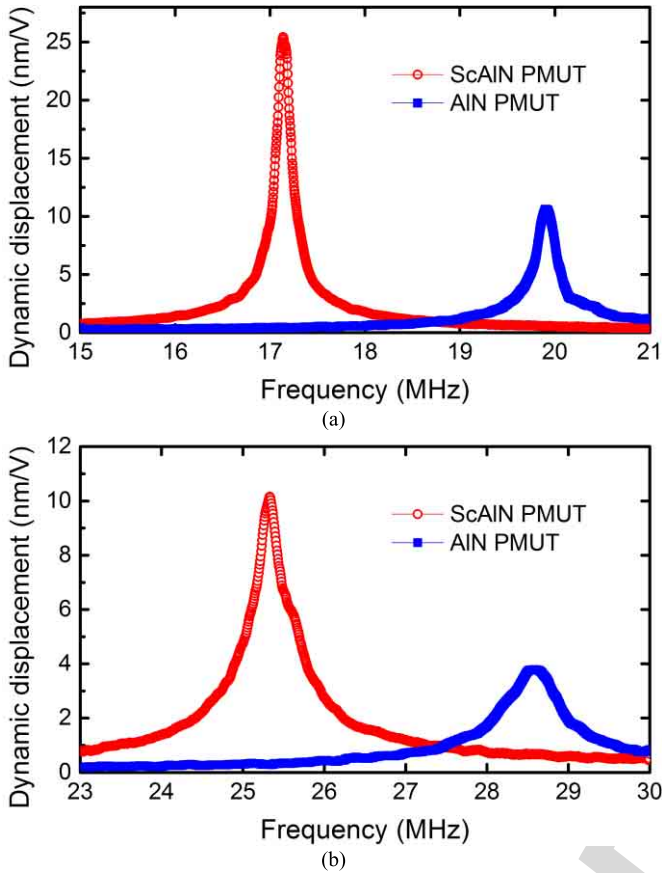 25
20
15
10
5
0
Dynamic displacement (nm/V)
ScAlN PMUT
AlN PMUT
15 16 17 18 19 20 21
Frequency (MHz)
(a)
12
10
8
6
4
2
0
Dynamic displacement (nm/V)
ScAlN PMUT
AlN PMUT
23 24 25 26 27 28 29 30
Frequency (MHz)
(b)